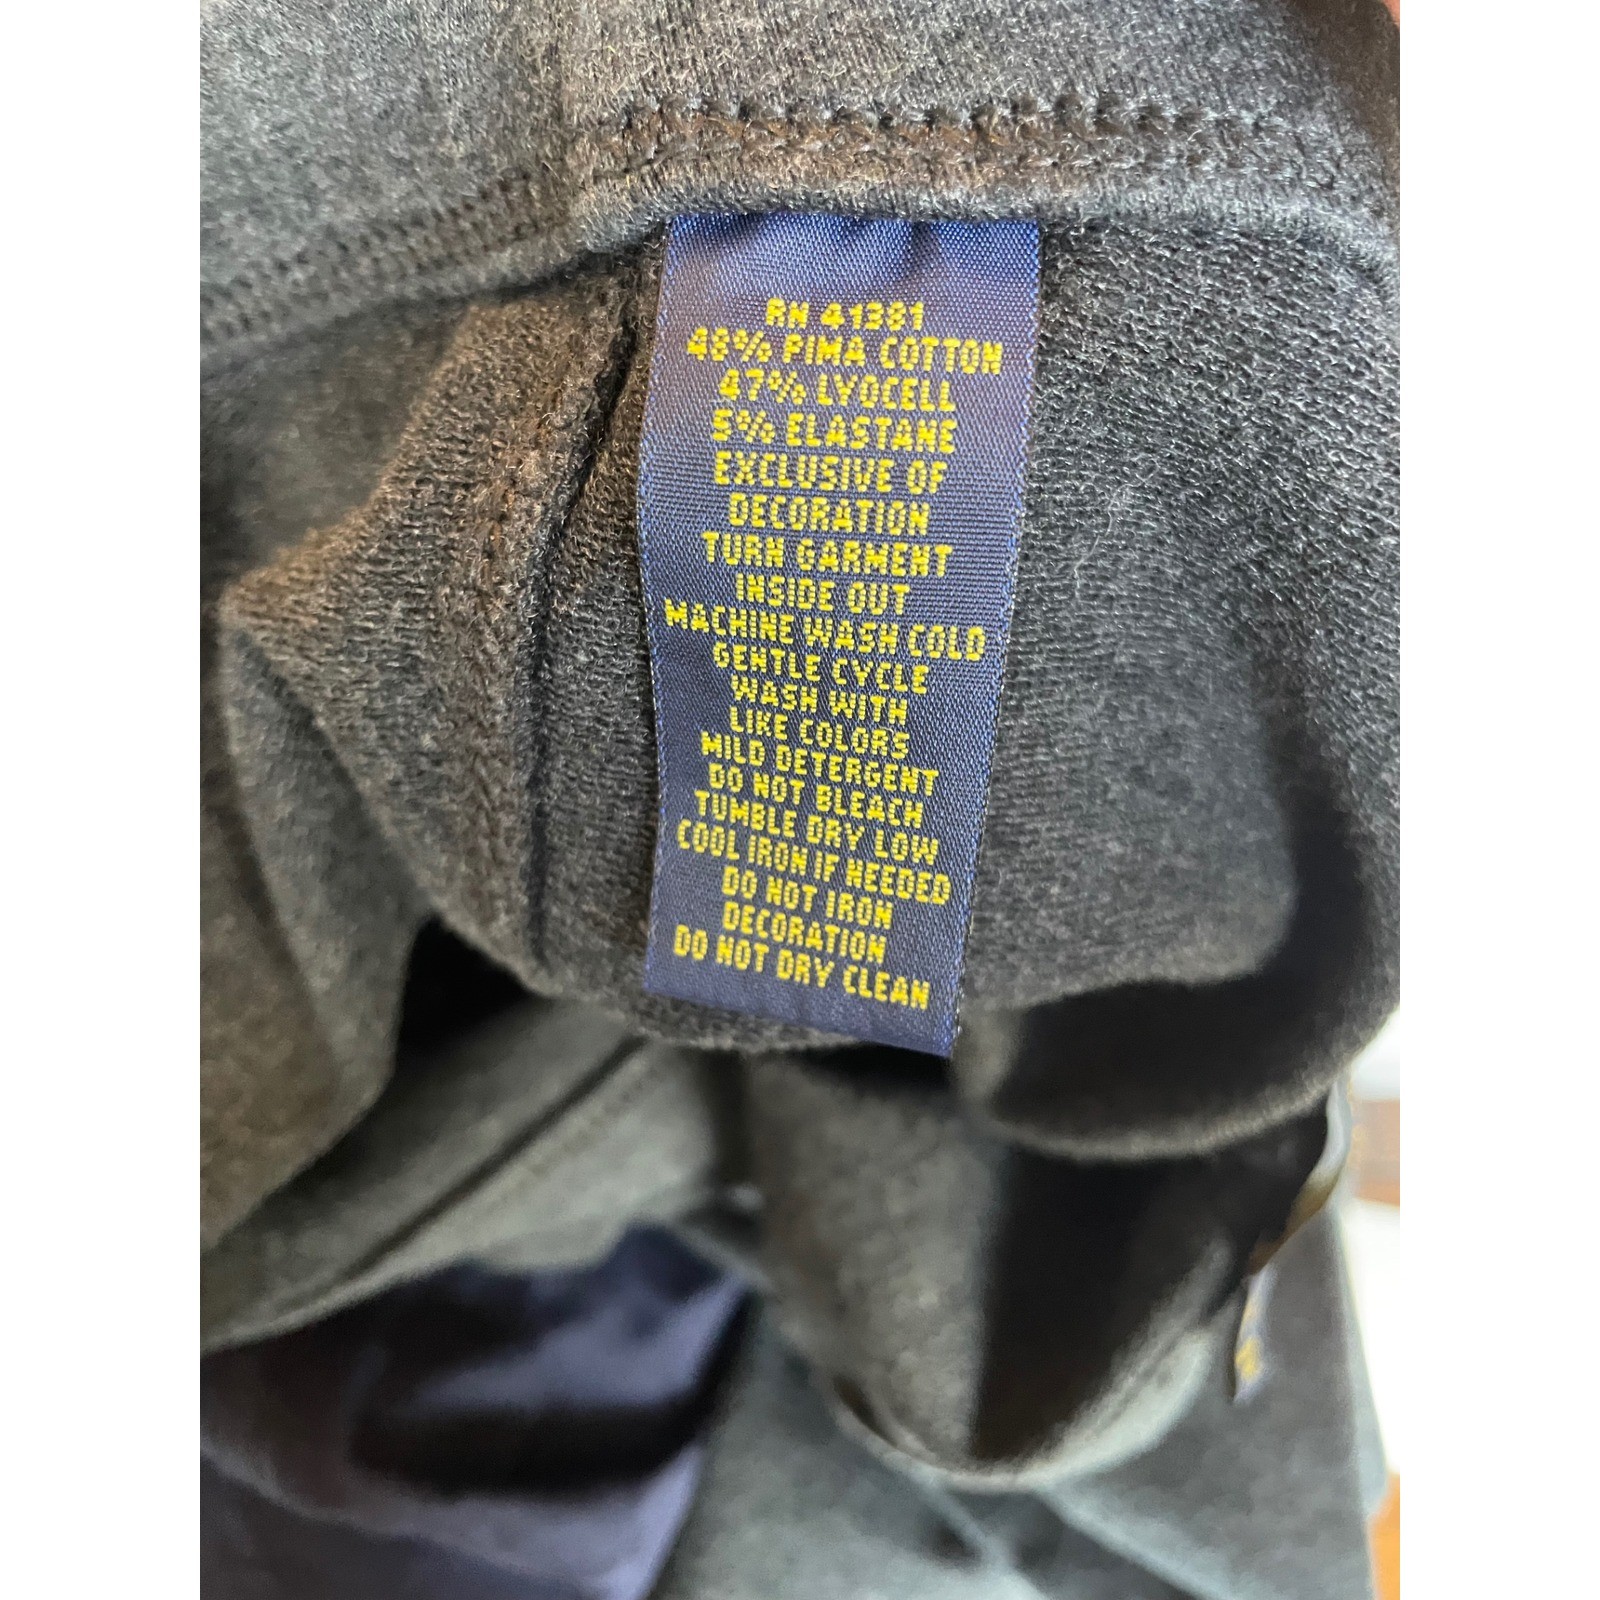 RN 41381
48% PIMA COTTON
47% LYOCELL
5% ELASTANE
EXCLUSIVE OF
DECORATION
TURN GARMENT
INSIDE OUT
MACHINE WASH COLD
GENTLE CYCLE
WASH WITH
LIKE COLORS
MILD DETERGENT
DO NOT BLEACH
TUMBLE DRY LOW
COOL IRON IF NEEDED
DO NOT IRON
DECORATION
DO NOT DRY CLEAN